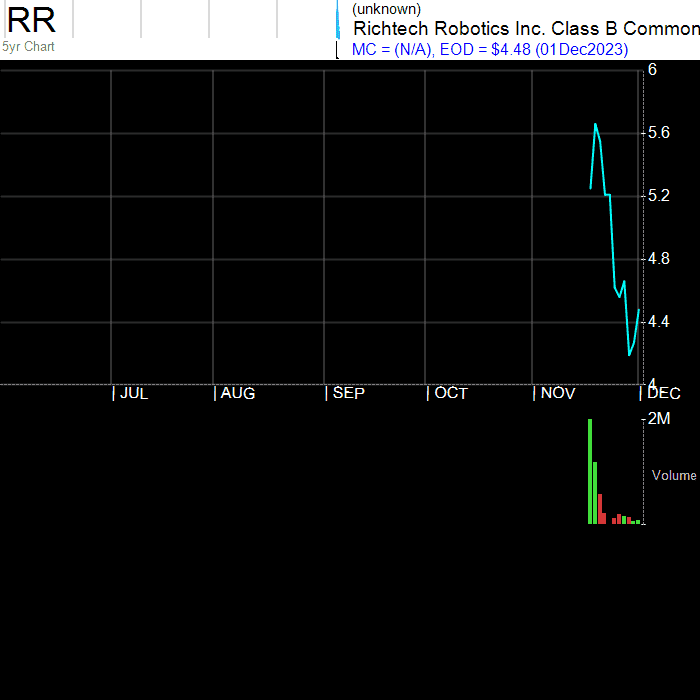 RR
5yr Chart
(unknown)
Richtech Robotics Inc. Class B Common
MC = (N/A), EOD = $4.48 (01Dec2023)
6
5.6
5.2
4.8
4.4
4
JUL
AUG
SEP
OCT
NOV
DEC
2M
Volume